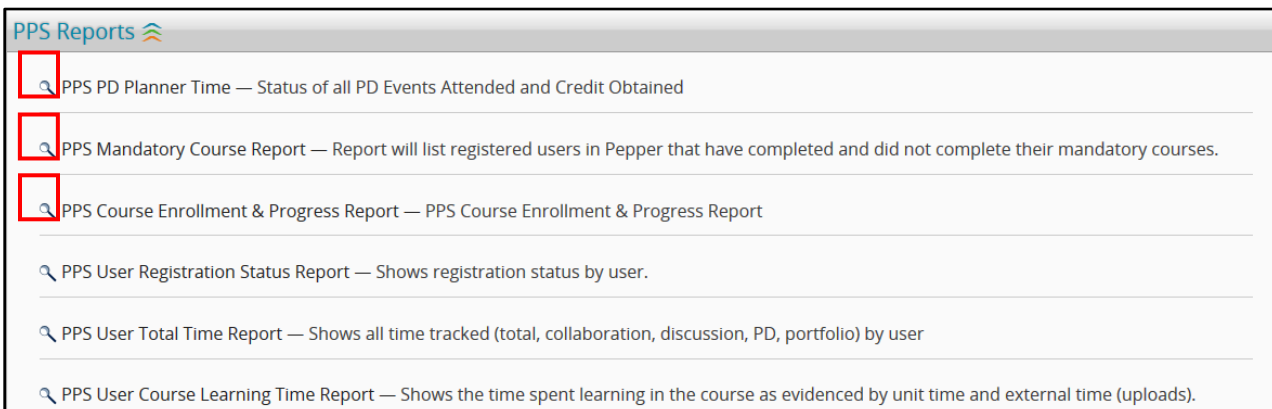 PPS Reports
PPS PD Planner Time — Status of all PD Events Attended and Credit Obtained
PPS Mandatory Course Report — Report will list registered users in Pepper that have completed and did not complete their mandatory courses.
PPS Course Enrollment & Progress Report — PPS Course Enrollment & Progress Report
PPS User Registration Status Report — Shows registration status by user.
PPS User Total Time Report — Shows all time tracked (total, collaboration, discussion, PD, portfolio) by user
PPS User Course Learning Time Report — Shows the time spent learning in the course as evidenced by unit time and external time (uploads).